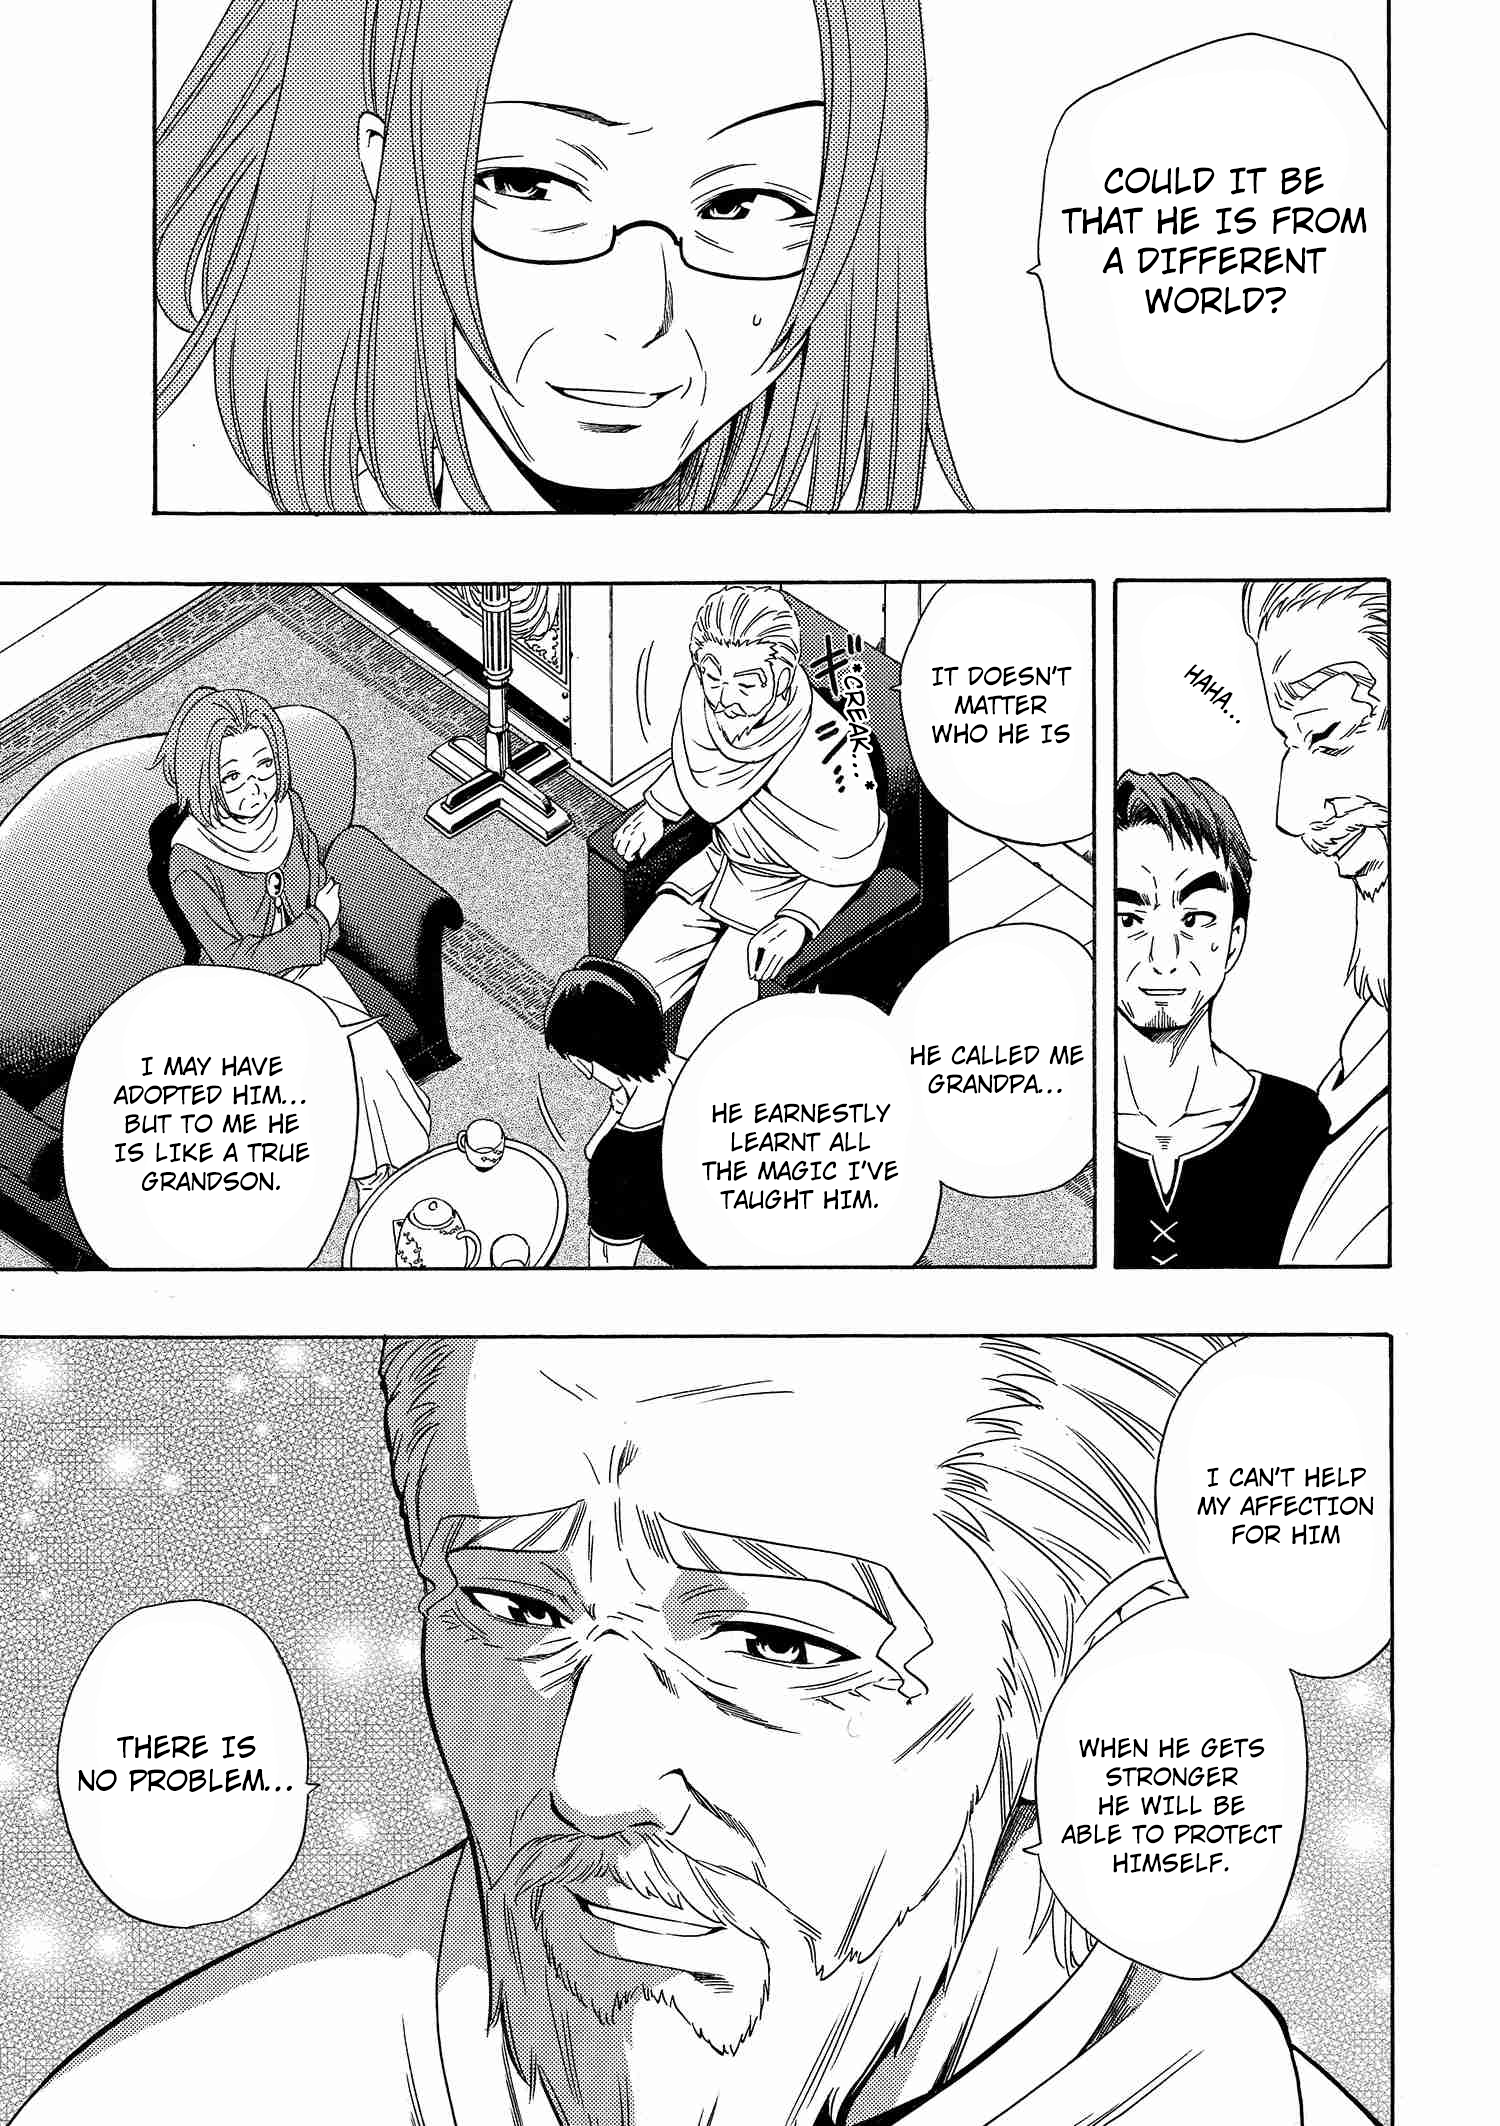 COULD IT BE
THAT HE IS FROM
A DIFFERENT
WORLD?
HAHA...
IT DOESN'T
MATTER
WHO HE IS
*CREAK...*
ギシ...
HE CALLED ME
GRANDPA...
HE EARNESTLY
LEARNT ALL
THE MAGIC I'VE
TAUGHT HIM.
I MAY HAVE
ADOPTED HIM...
BUT TO ME HE
IS LIKE A TRUE
GRANDSON.
I CAN'T HELP
MY AFFECTION
FOR HIM
WHEN HE GETS
STRONGER
HE WILL BE
ABLE TO PROTECT
HIMSELF.
THERE IS
NO PROBLEM...